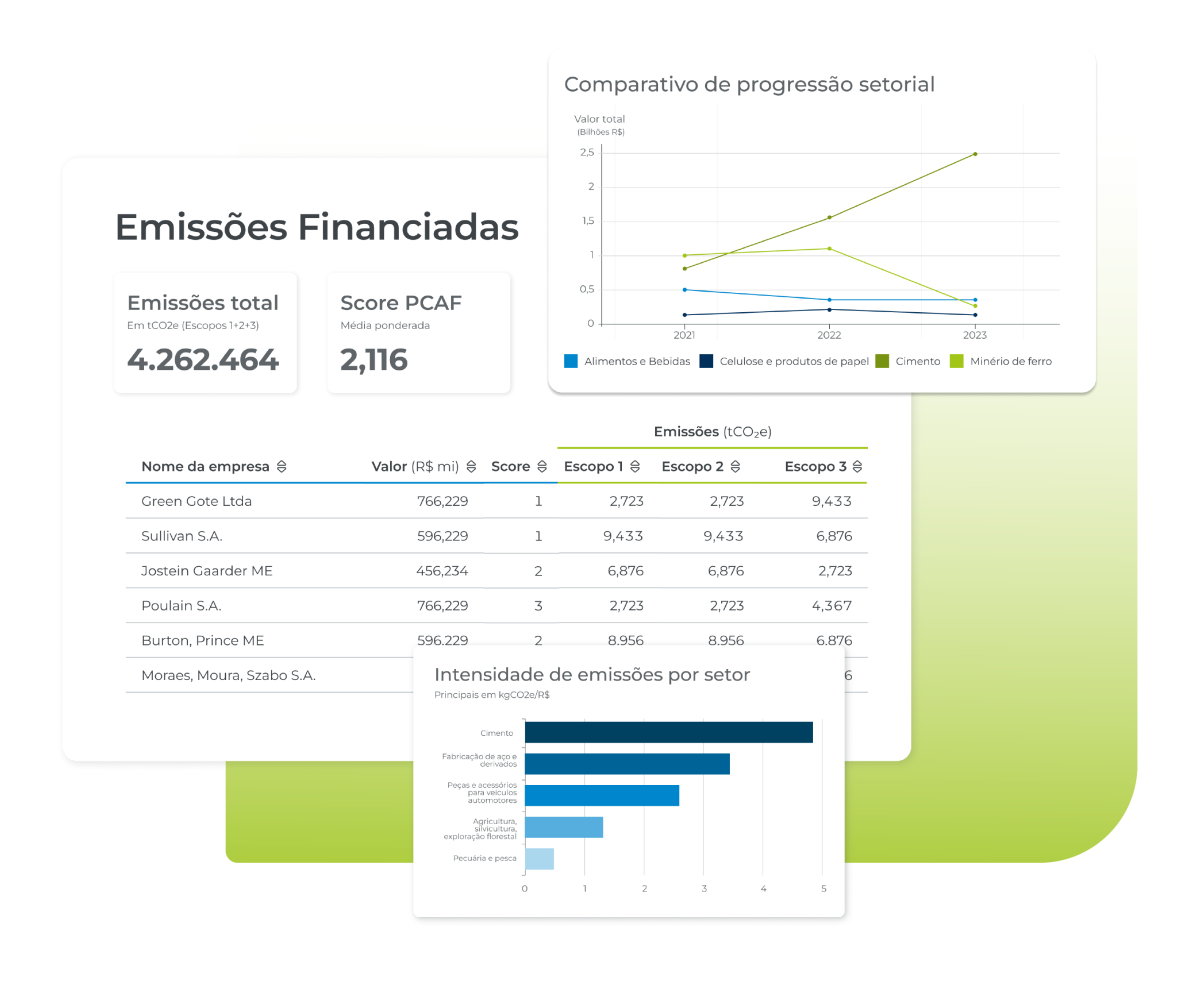 Comparativo de progressão setorial
Valor total
(Bilhões R$)
2,5
2
1,5
1
0,5
0
2021 2022 2023
Alimentos e Bebidas Celulose e produtos de papel Cimento Minério de ferro
Emissões Financiadas
Emissões total
Em tCO2e (Escopos 1+2+3)
4.262.464
Score PCAF
Média ponderada
2,116
Emissões (tCO₂e)
Nome da empresa Valor (R$ mi) Score Escopo 1 Escopo 2 Escopo 3
Green Gote Ltda 766,229 1 2,723 2,723 9,433
Sullivan S.A. 596,229 1 9,433 9,433 6,876
Jostein Gaarder ME 456,234 2 6,876 6,876 2,723
Poulain S.A. 766,229 3 2,723 2,723 4,367
Burton, Prince ME 596,229 2 8,956 8,956 6,876
Moraes, Moura, Szabo S.A. 6
Intensidade de emissões por setor
Principais em kgCO2e/R$
Cimento
Fabricação de aço e
derivados
Peças e acessórios
para veículos
automotores
Agricultura,
silvicultura,
exploração florestal
Pecuária e pesca
0 1 2 3 4 5